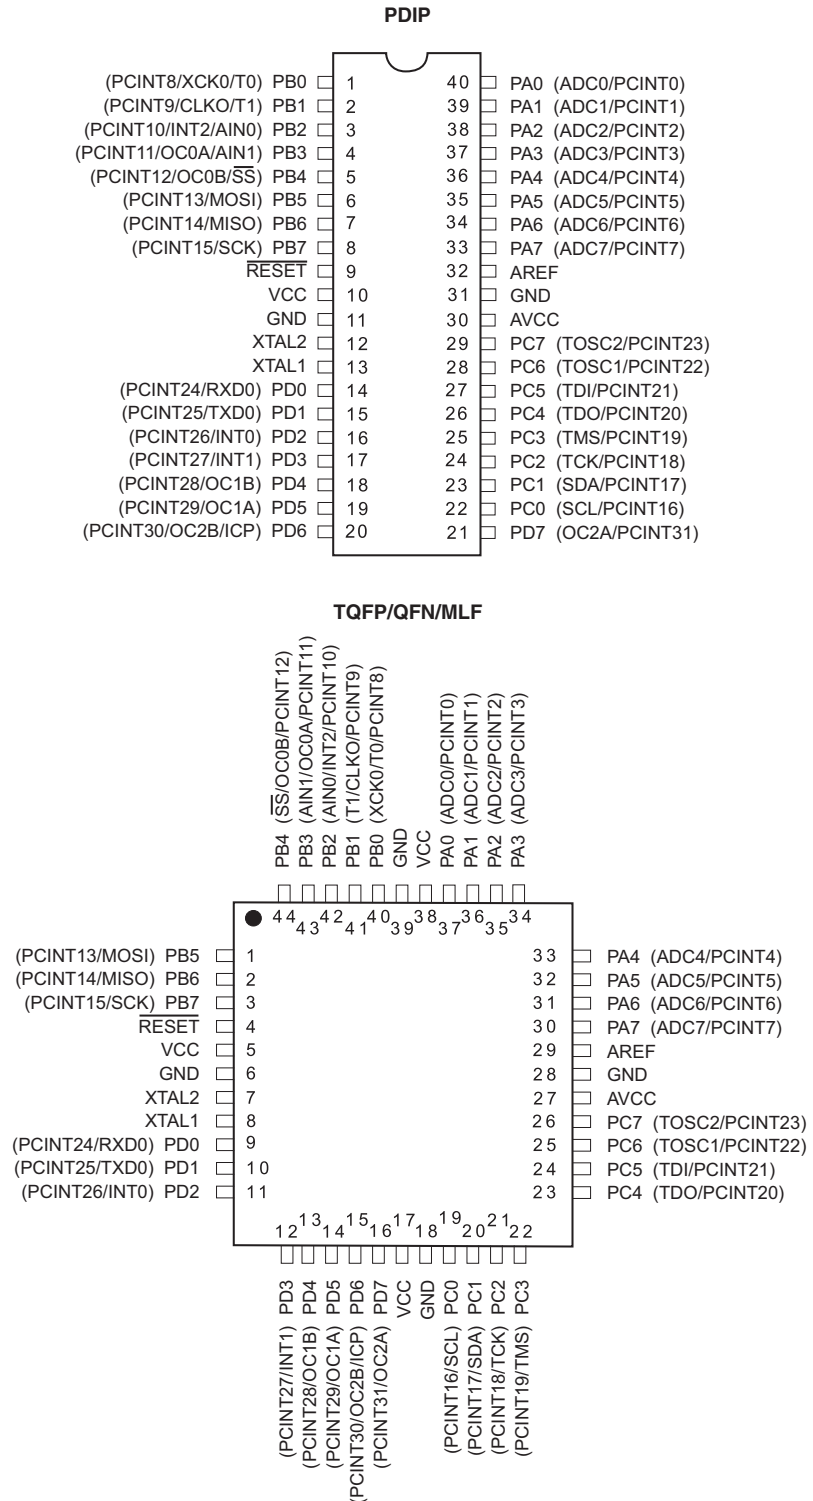 PDIP
(PCINT8/XCK0/T0) PB0 1 40 PA0 (ADC0/PCINT0)
(PCINT9/CLKO/T1) PB1 2 39 PA1 (ADC1/PCINT1)
(PCINT10/INT2/AIN0) PB2 3 38 PA2 (ADC2/PCINT2)
(PCINT11/OC0A/AIN1) PB3 4 37 PA3 (ADC3/PCINT3)
(PCINT12/OC0B/SS) PB4 5 36 PA4 (ADC4/PCINT4)
(PCINT13/MOSI) PB5 6 35 PA5 (ADC5/PCINT5)
(PCINT14/MISO) PB6 7 34 PA6 (ADC6/PCINT6)
(PCINT15/SCK) PB7 8 33 PA7 (ADC7/PCINT7)
RESET 9 32 AREF
VCC 10 31 GND
GND 11 30 AVCC
XTAL2 12 29 PC7 (TOSC2/PCINT23)
XTAL1 13 28 PC6 (TOSC1/PCINT22)
(PCINT24/RXD0) PD0 14 27 PC5 (TDI/PCINT21)
(PCINT25/TXD0) PD1 15 26 PC4 (TDO/PCINT20)
(PCINT26/INT0) PD2 16 25 PC3 (TMS/PCINT19)
(PCINT27/INT1) PD3 17 24 PC2 (TCK/PCINT18)
(PCINT28/OC1B) PD4 18 23 PC1 (SDA/PCINT17)
(PCINT29/OC1A) PD5 19 22 PC0 (SCL/PCINT16)
(PCINT30/OC2B/ICP) PD6 20 21 PD7 (OC2A/PCINT31)
TQFP/QFN/MLF
PB4 (SS/OC0B/PCINT12)
PB3 (AIN1/OC0A/PCINT11)
PB2 (AIN0/INT2/PCINT10)
PB1 (T1/CLKO/PCINT9)
PB0 (XCK0/T0/PCINT8)
GND
VCC
PA0 (ADC0/PCINT0)
PA1 (ADC1/PCINT1)
PA2 (ADC2/PCINT2)
PA3 (ADC3/PCINT3)
44 43 42 41 40 39 38 37 36 35 34
(PCINT13/MOSI) PB5 1 33 PA4 (ADC4/PCINT4)
(PCINT14/MISO) PB6 2 32 PA5 (ADC5/PCINT5)
(PCINT15/SCK) PB7 3 31 PA6 (ADC6/PCINT6)
RESET 4 30 PA7 (ADC7/PCINT7)
VCC 5 29 AREF
GND 6 28 GND
XTAL2 7 27 AVCC
XTAL1 8 26 PC7 (TOSC2/PCINT23)
(PCINT24/RXD0) PD0 9 25 PC6 (TOSC1/PCINT22)
(PCINT25/TXD0) PD1 10 24 PC5 (TDI/PCINT21)
(PCINT26/INT0) PD2 11 23 PC4 (TDO/PCINT20)
12 13 14 15 16 17 18 19 20 21 22
(PCINT27/INT1) PD3
(PCINT28/OC1B) PD4
(PCINT29/OC1A) PD5
(PCINT30/OC2B/ICP) PD6
(PCINT31/OC2A) PD7
VCC
GND
(PCINT16/SCL) PC0
(PCINT17/SDA) PC1
(PCINT18/TCK) PC2
(PCINT19/TMS) PC3